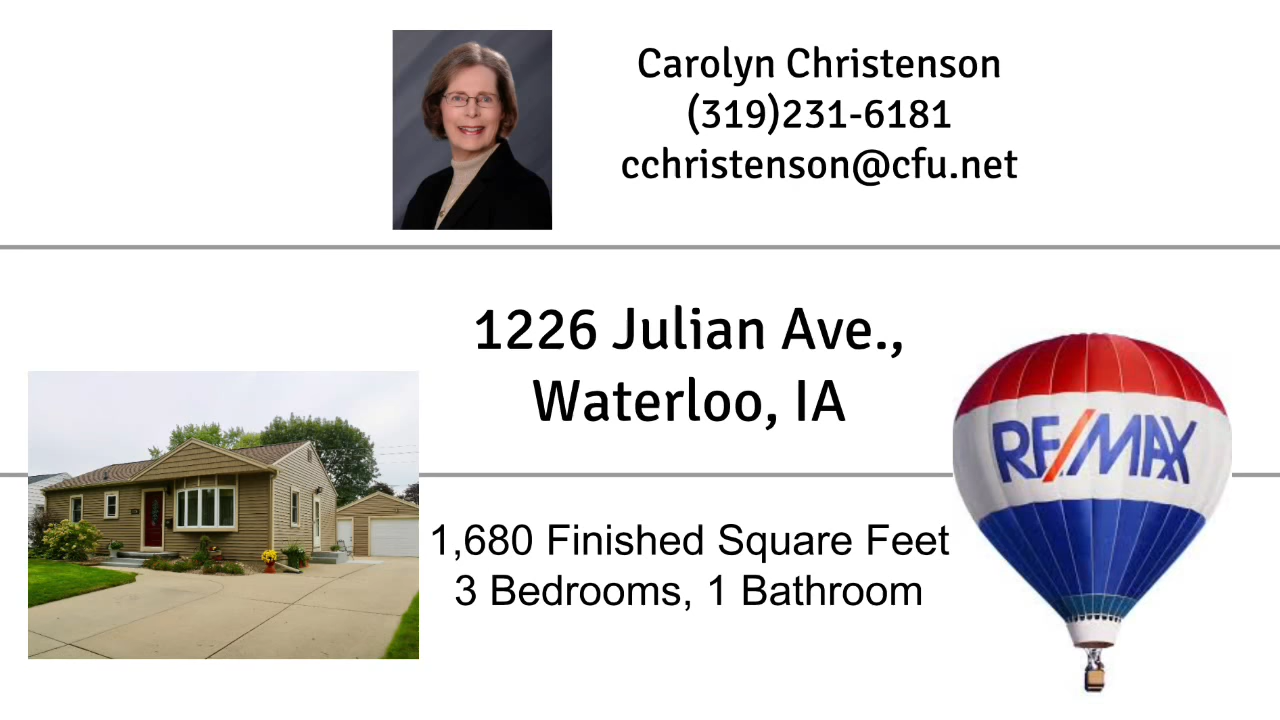 Carolyn Christenson
(319)231-6181
cchristenson@cfu.net
1226 Julian Ave.,
Waterloo, IA
RE/MAX
1,680 Finished Square Feet
3 Bedrooms, 1 Bathroom